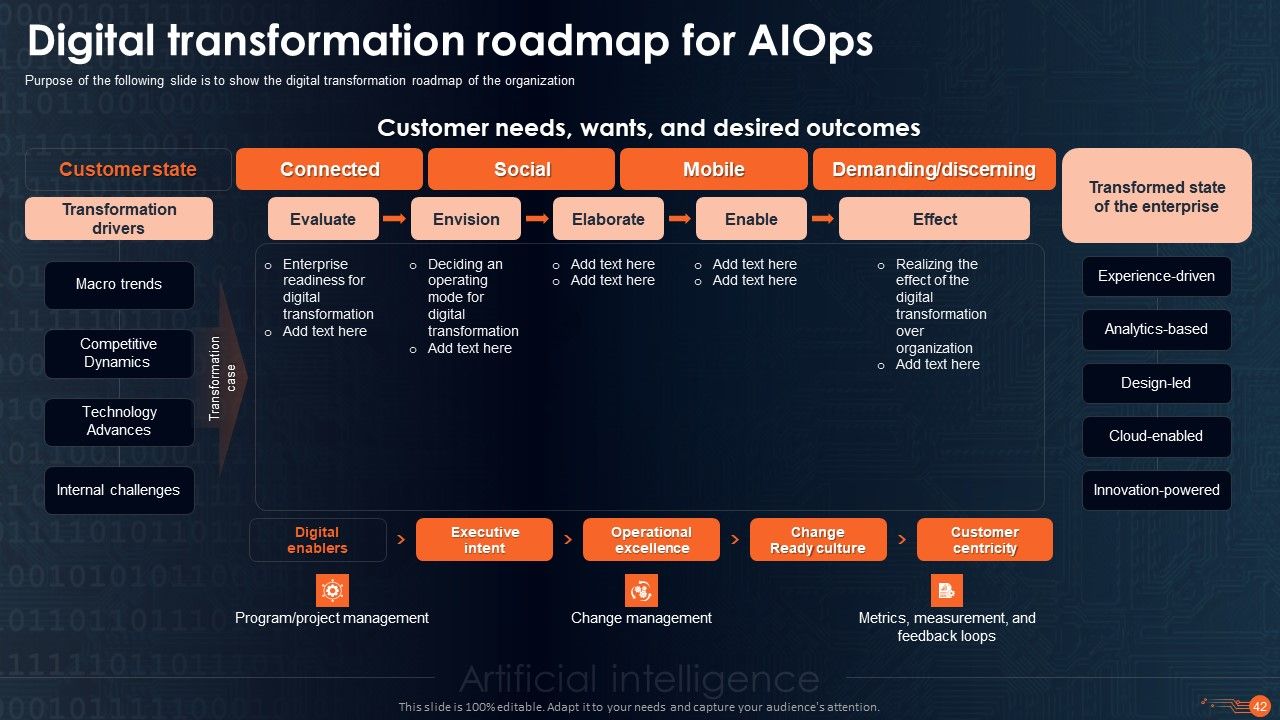 Digital transformation roadmap for AIOps
Purpose of the following slide is to show the digital transformation roadmap of the organization
Customer needs, wants, and desired outcomes
Customer state
Connected
Social
Mobile
Demanding/discerning
Transformed state
of the enterprise
Transformation
drivers
Evaluate
Envision
Elaborate
Enable
Effect
Macro trends
Competitive
Dynamics
Technology
Advances
Internal challenges
Transformation
case
o Enterprise
readiness for
digital
transformation
o Add text here
o Deciding an
operating
mode for
digital
transformation
o Add text here
o Add text here
o Add text here
o Add text here
o Add text here
o Realizing the
effect of the
digital
transformation
over
organization
o Add text here
Experience-driven
Analytics-based
Design-led
Cloud-enabled
Innovation-powered
Digital
enablers
Executive
intent
Operational
excellence
Change
Ready culture
Customer
centricity
Program/project management
Change management
Metrics, measurement, and
feedback loops
Artificial intelligence
This slide is 100% editable. Adapt it to your needs and capture your audience's attention.
42